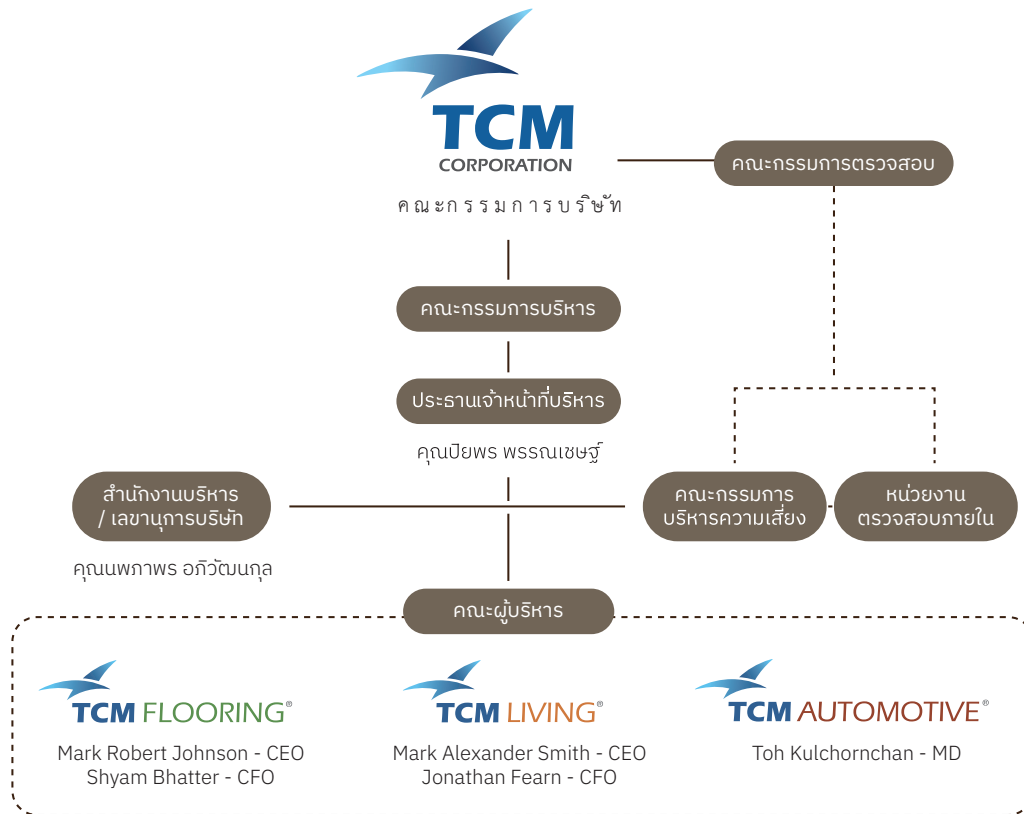 TCM
CORPORATION
คณะกรรมการบริษัท
คณะกรรมการตรวจสอบ
คณะกรรมการบริหาร
ประธานเจ้าหน้าที่บริหาร
คุณปิยพร พรรณเชษฐ์
สำนักงานบริหาร
/ เลขานุการบริษัท
คุณนพภาพร อภิวัฒนกุล
คณะกรรมการ
บริหารความเสี่ยง
หน่วยงาน
ตรวจสอบภายใน
คณะผู้บริหาร
TCM FLOORING®
Mark Robert Johnson - CEO
Shyam Bhatter - CFO
TCM LIVING®
Mark Alexander Smith - CEO
Jonathan Fearn - CFO
TCM AUTOMOTIVE®
Toh Kulchornchan - MD